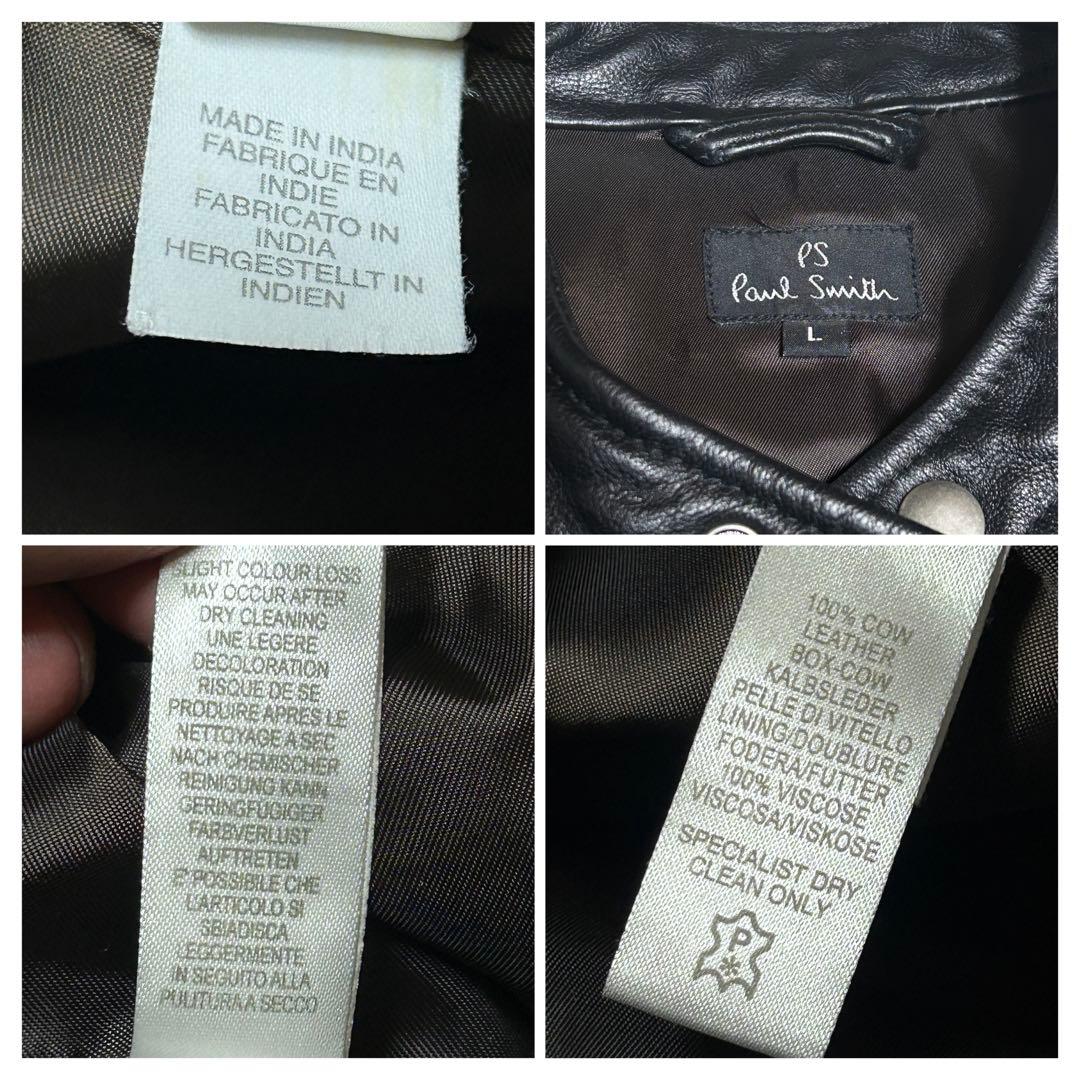 MADE IN INDIA
FABRIQUE EN
INDIE
FABRICATO IN
INDIA
HERGESTELLT IN
INDIEN
PS
Paul Smith
L
SLIGHT COLOUR LOSS
MAY OCCUR AFTER
DRY CLEANING
UNE LEGERE
DECOLORATION
RISQUE DE SE
PRODUIRE APRES LE
NETTOYAGE A SEC
NACH CHEMISCHER
REINIGUNG KANN
GERINGFUGIGER
FARBVERLUST
AUFTRETEN
E' POSSIBILE CHE
L'ARTICOLO SI
SBIADISCA
EGGERMENTE
IN SEGUITO ALLA
PULITURA A SECCO
100% COW
LEATHER
BOX-COW
KALBSLEDER
PELLE DI VITELLO
LINING/DOUBLURE
FODERA/FUTTER
100% VISCOSE
VISCOSA/VISKOSE
SPECIALIST DRY
CLEAN ONLY
P
*